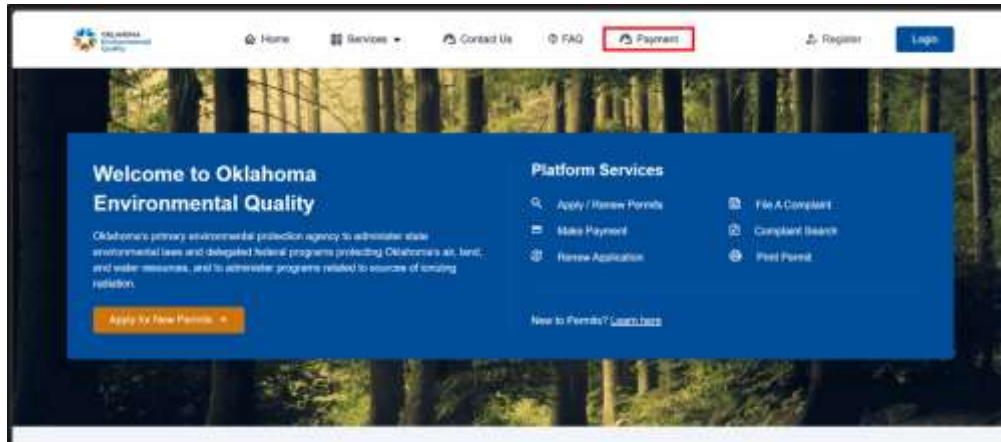 OKLAHOMA
Environmental
Quality
Home
Services
Contact Us
FAQ
Payment
Register
Login
Welcome to Oklahoma
Environmental Quality
Oklahoma's primary environmental protection agency to administer state
environmental laws and delegated federal programs protecting Oklahoma's air, land,
and water resources, and to administer programs related to sources of ionizing
radiation.
Apply for New Permits
Platform Services
Apply / Renew Permits
File A Complaint
Make Payment
Complaint Search
Renew Application
Print Permit
New to Permits? Learn here